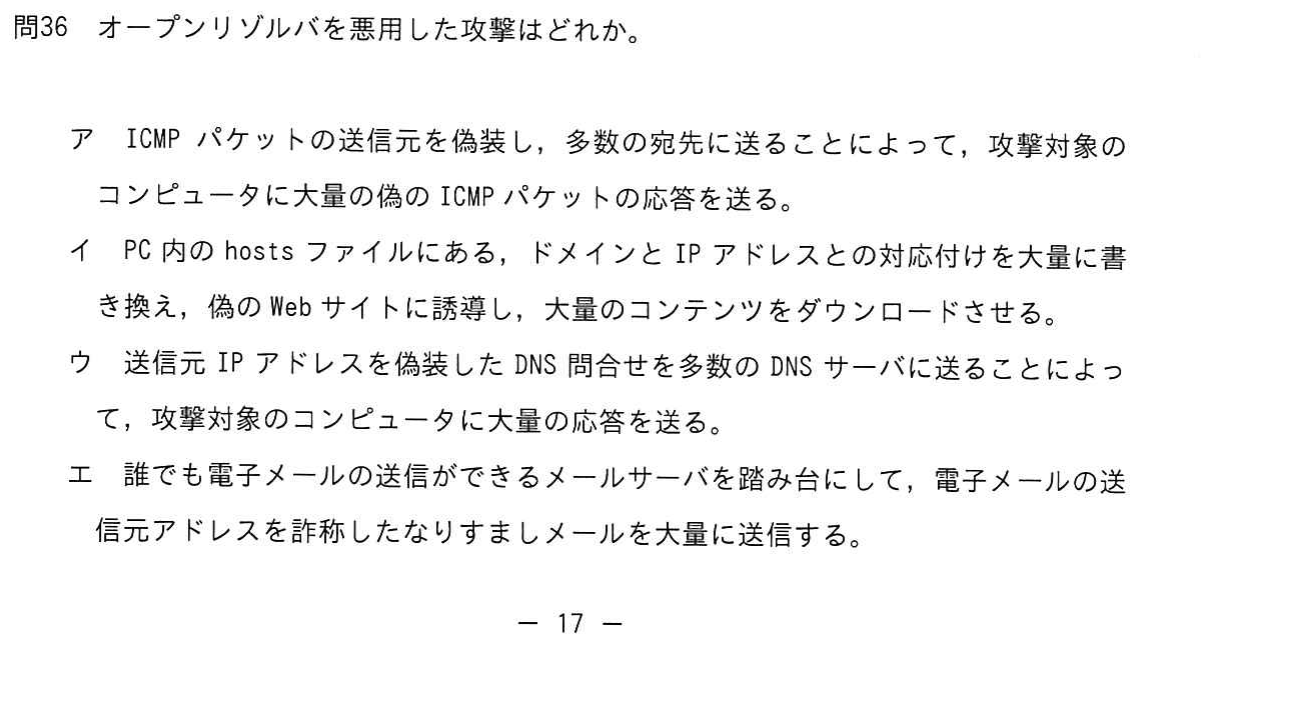 問36 オープンリゾルバを悪用した攻撃はどれか。
ア ICMP パケットの送信元を偽装し，多数の宛先に送ることによって，攻撃対象の
コンピュータに大量の偽の ICMP パケットの応答を送る。
イ PC 内の hosts ファイルにある，ドメインと IP アドレスとの対応付けを大量に書
き換え，偽の Web サイトに誘導し，大量のコンテンツをダウンロードさせる。
ウ 送信元 IP アドレスを偽装した DNS 問合せを多数の DNS サーバに送ることによっ
て，攻撃対象のコンピュータに大量の応答を送る。
エ 誰でも電子メールの送信ができるメールサーバを踏み台にして，電子メールの送
信元アドレスを詐称したなりすましメールを大量に送信する。
－ 17 －